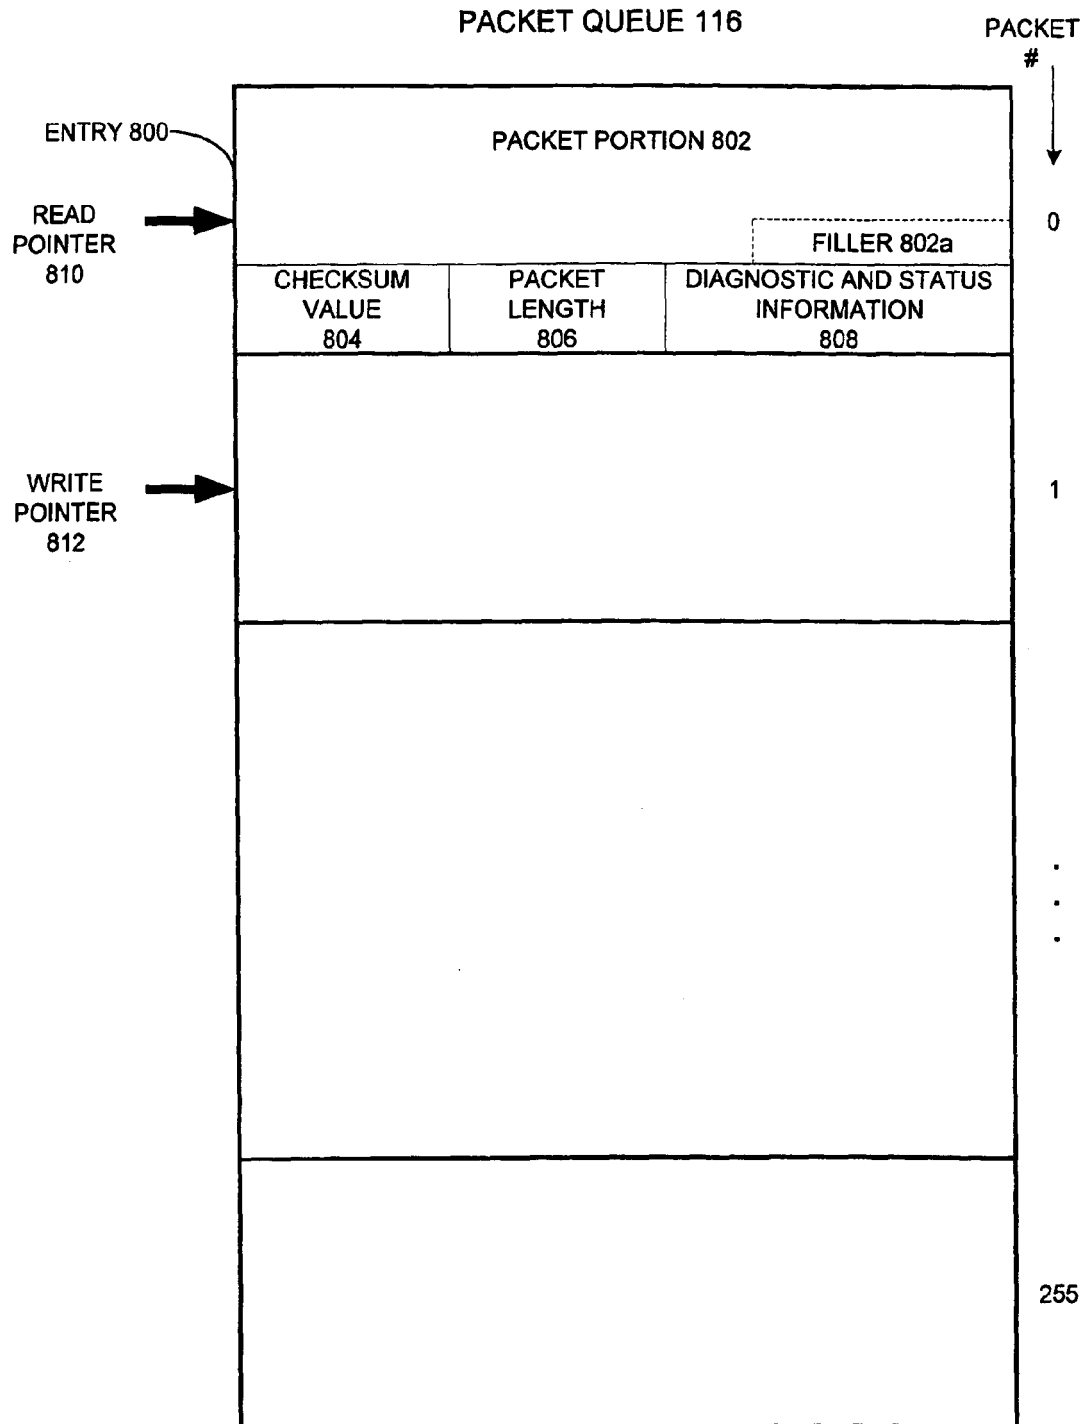 PACKET QUEUE 116
PACKET
#
ENTRY 800
PACKET PORTION 802
READ
POINTER
810
0
FILLER 802a
CHECKSUM
VALUE
804
PACKET
LENGTH
806
DIAGNOSTIC AND STATUS
INFORMATION
808
WRITE
POINTER
812
1
.
.
.
255